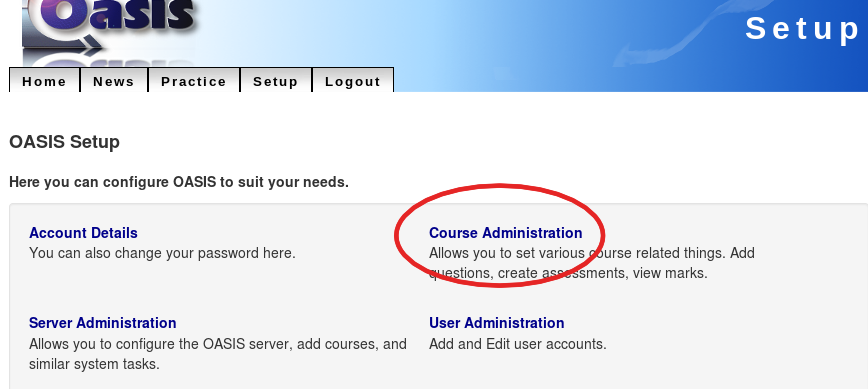 Oasis
Setup
Home News Practice Setup Logout
OASIS Setup
Here you can configure OASIS to suit your needs.
Account Details
You can also change your password here.
Course Administration
Allows you to set various course related things. Add
questions, create assessments, view marks.
Server Administration
Allows you to configure the OASIS server, add courses, and
similar system tasks.
User Administration
Add and Edit user accounts.